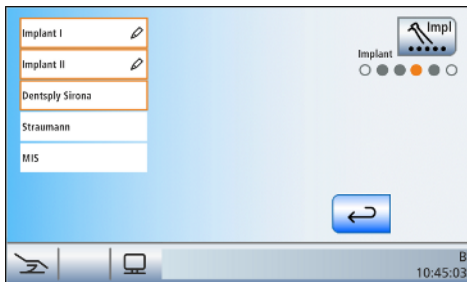 Implant I
Implant II
Dentsply Sirona
Straumann
MIS
Impl
Implant
B
10:45:03